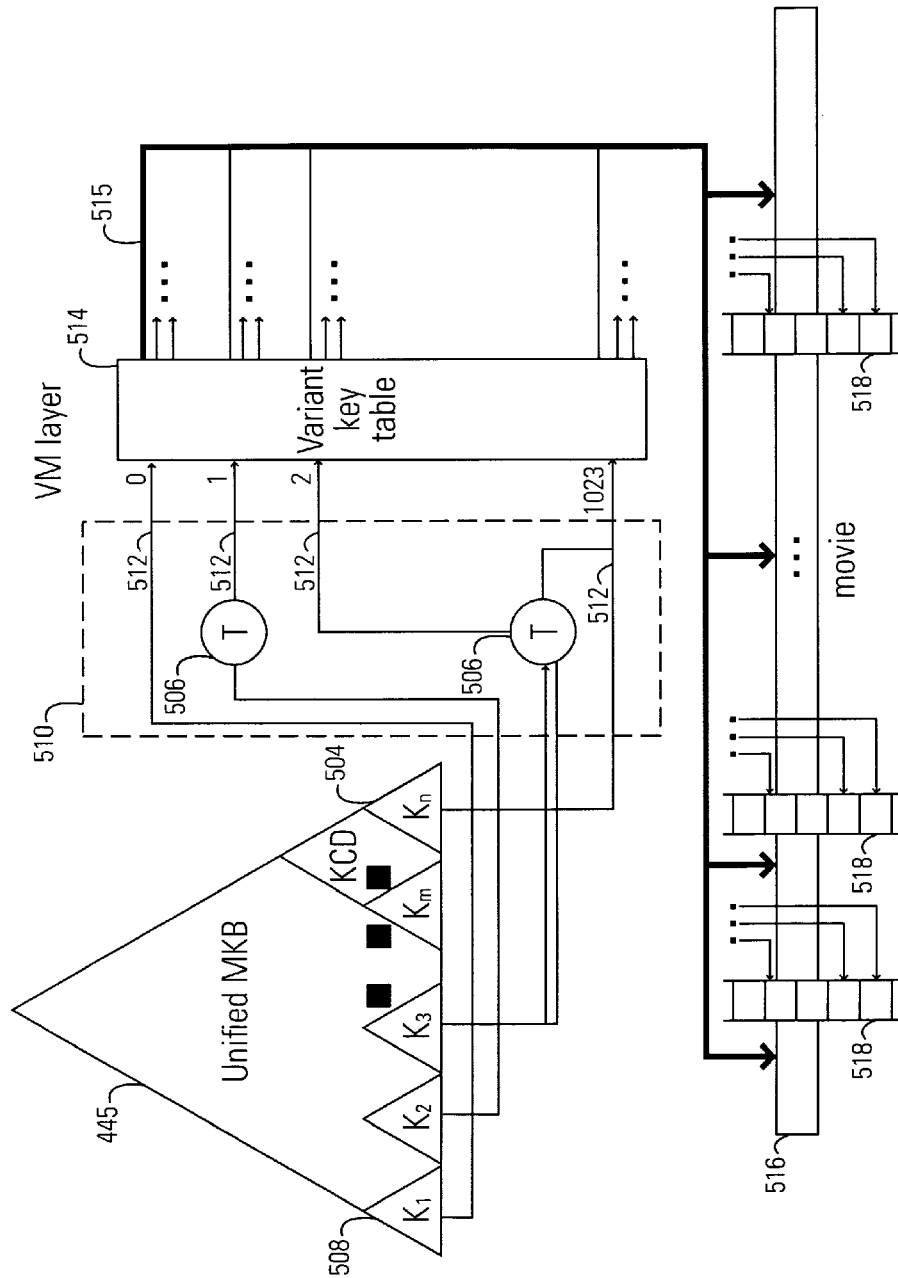 VM layer
445
Unified MKB
508
K1
K2
K3
KCD
Km
504
Kn
510
506
T
506
T
512
512
512
512
0
1
2
1023
514
Variant
key
table
515
...
...
...
...
516
518
518
518
...
movie